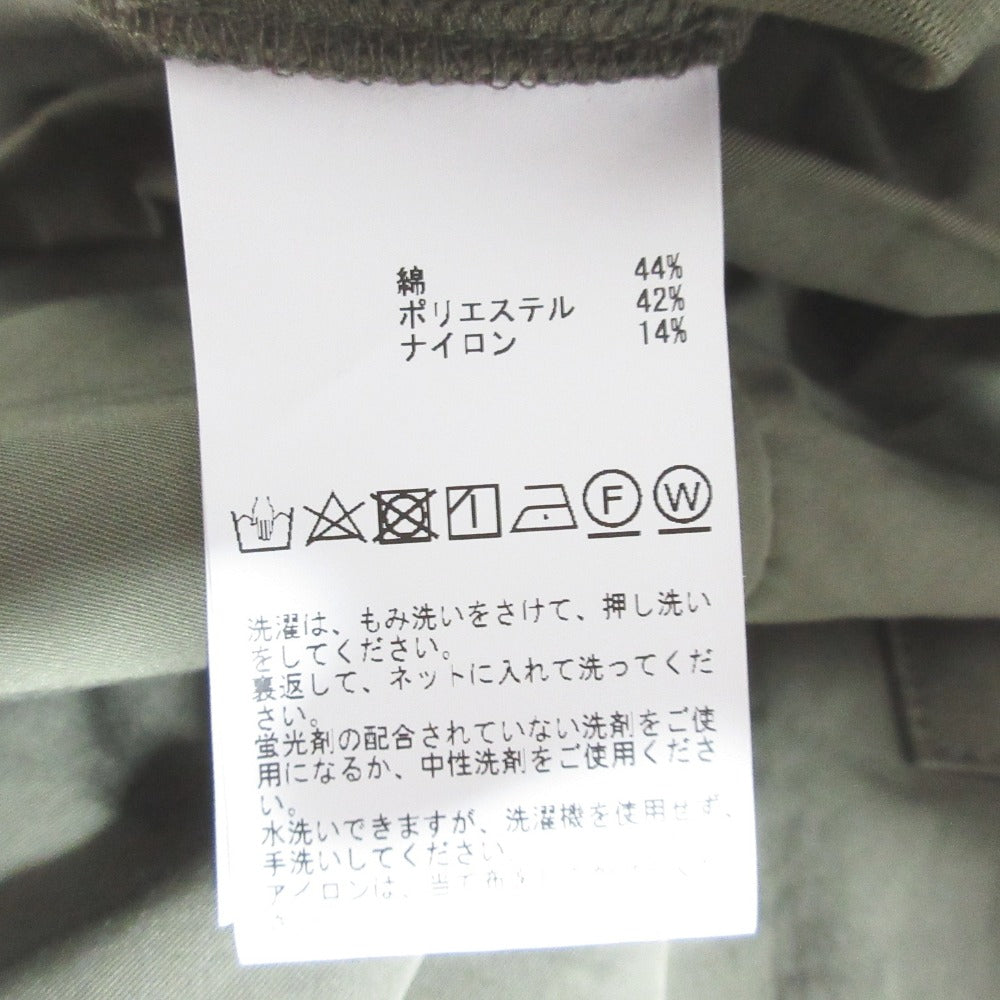 綿 44%
ポリエステル 42%
ナイロン 14%
F W
洗濯は、もみ洗いをさけて、押し洗い
をしてください。
裏返して、ネットに入れて洗ってくだ
さい。
蛍光剤の配合されていない洗剤をご使
用になるか、中性洗剤をご使用くださ
い。
水洗いできますが、洗濯機を使用せず、
手洗いしてください
アイロンは、当て布を